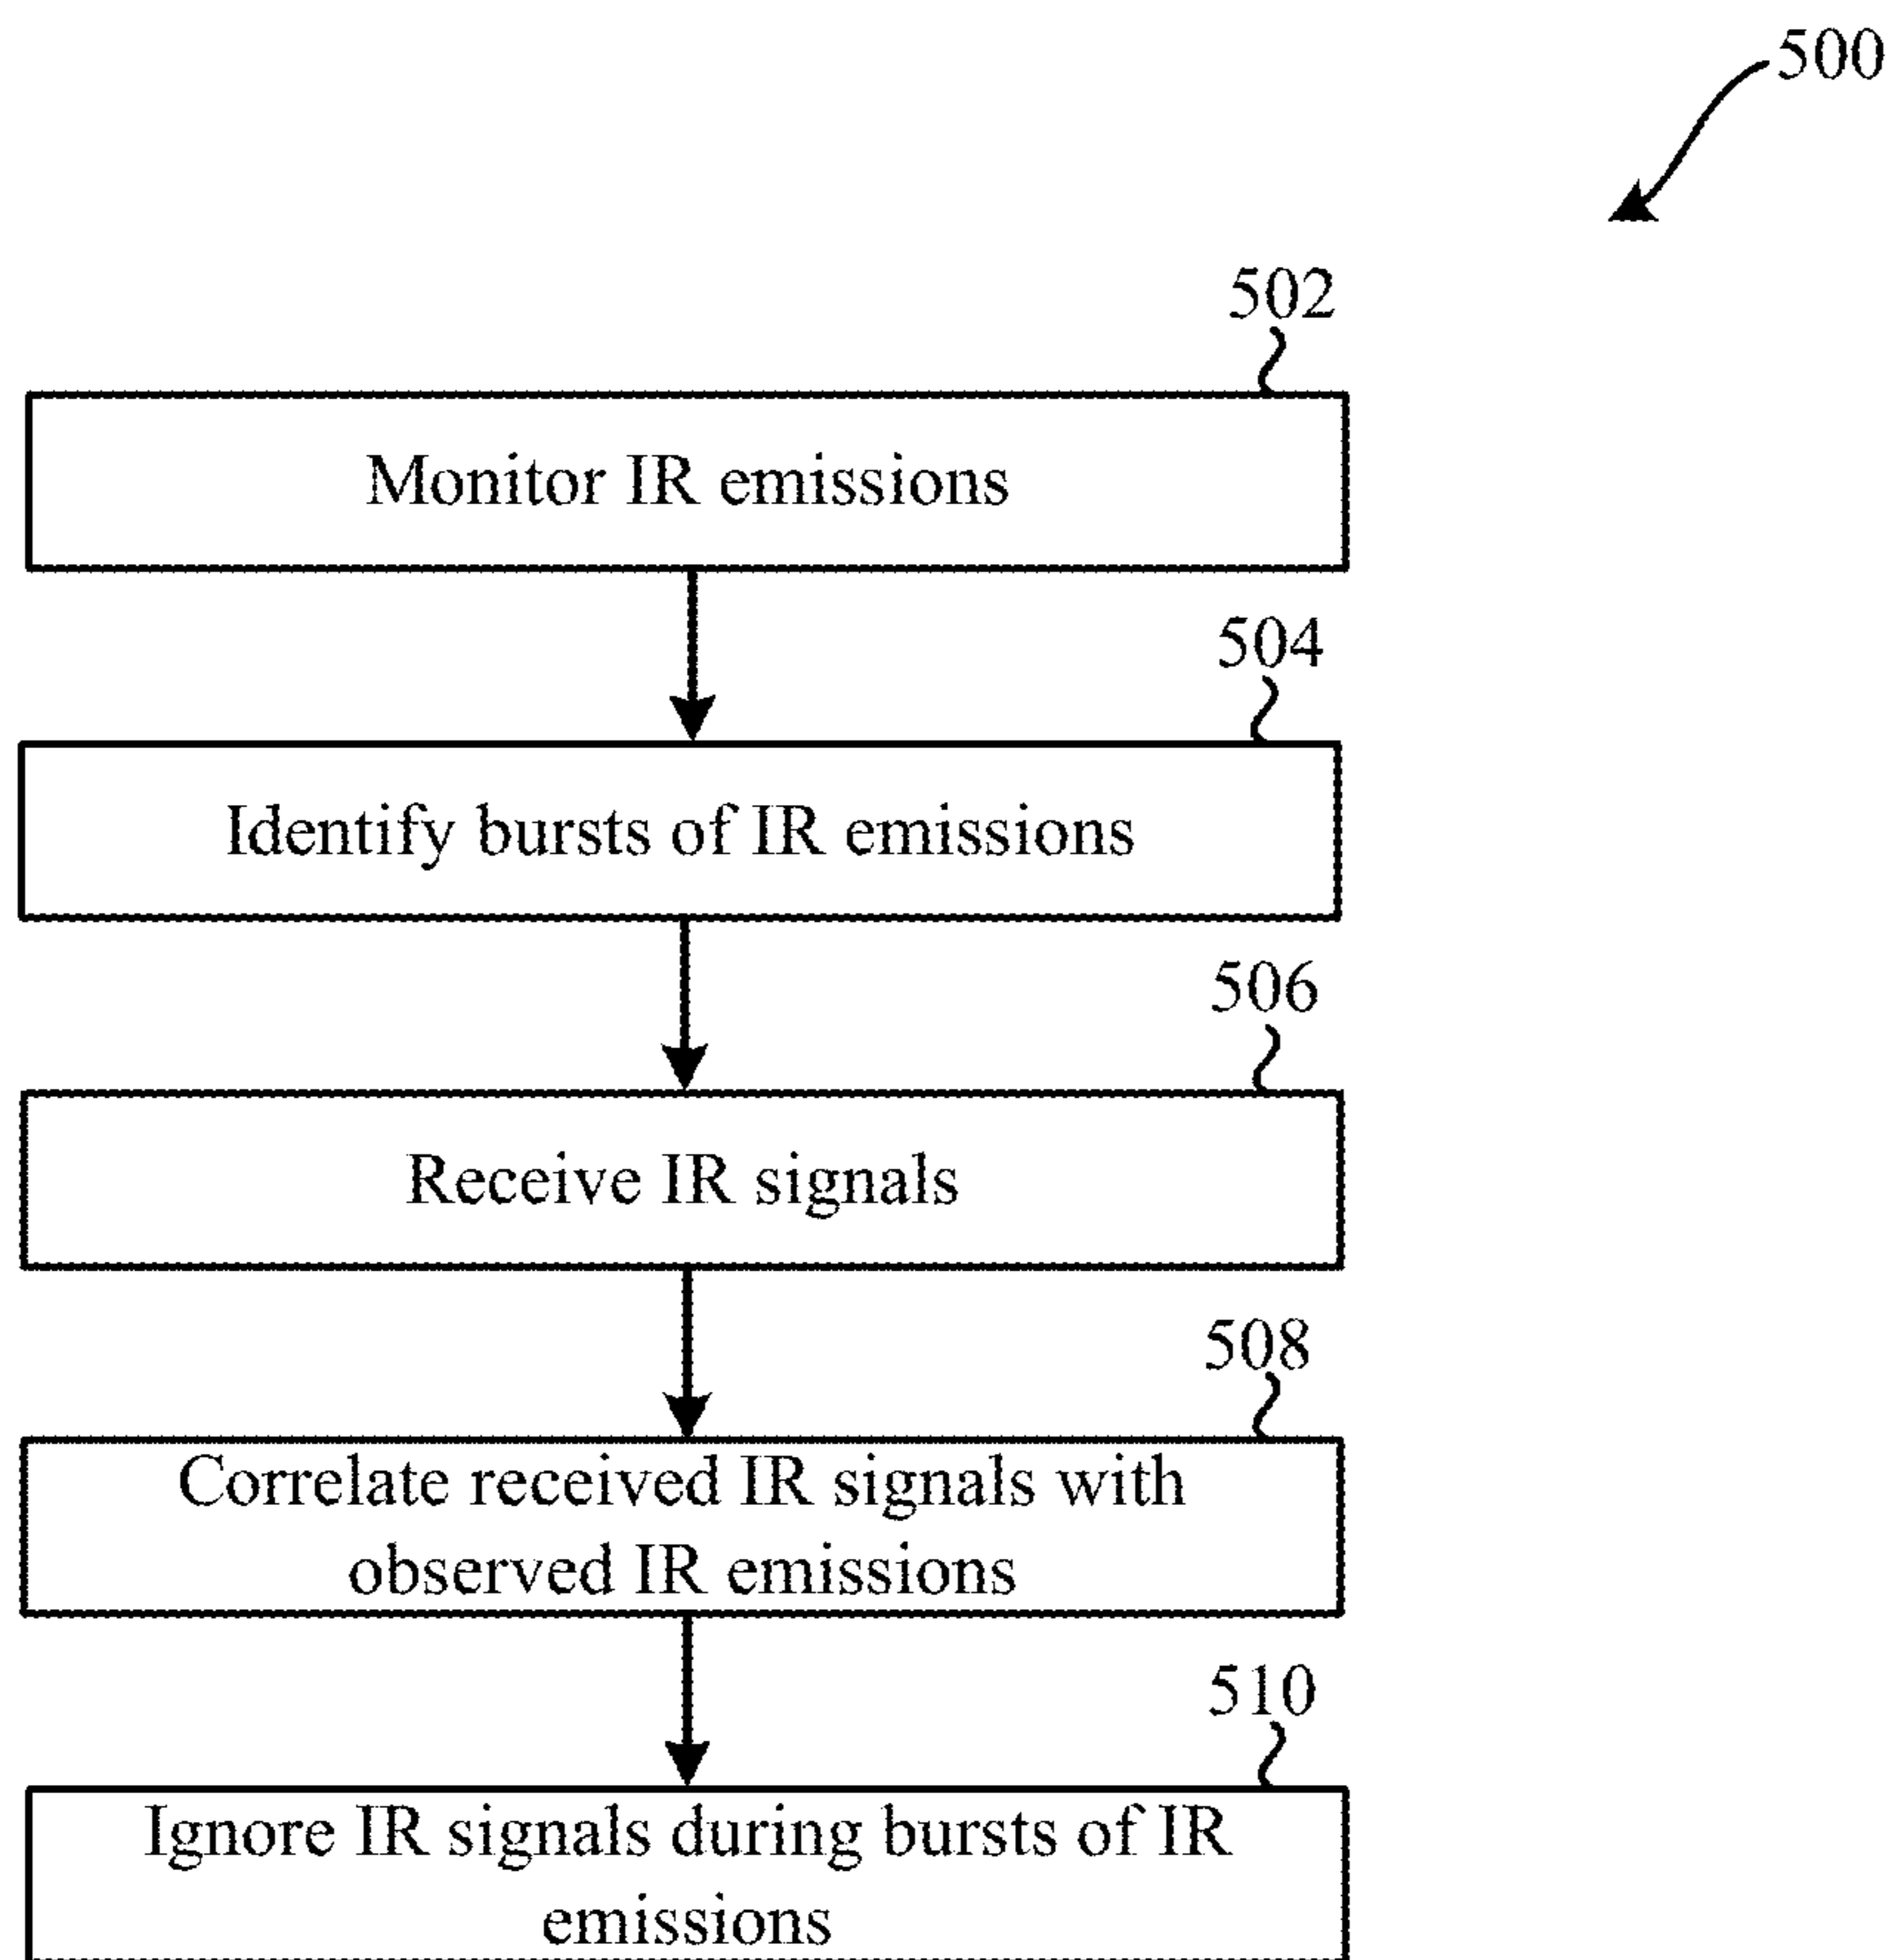 500
502
Monitor IR emissions
504
Identify bursts of IR emissions
506
Receive IR signals
508
Correlate received IR signals with
observed IR emissions
510
Ignore IR signals during bursts of IR
emissions